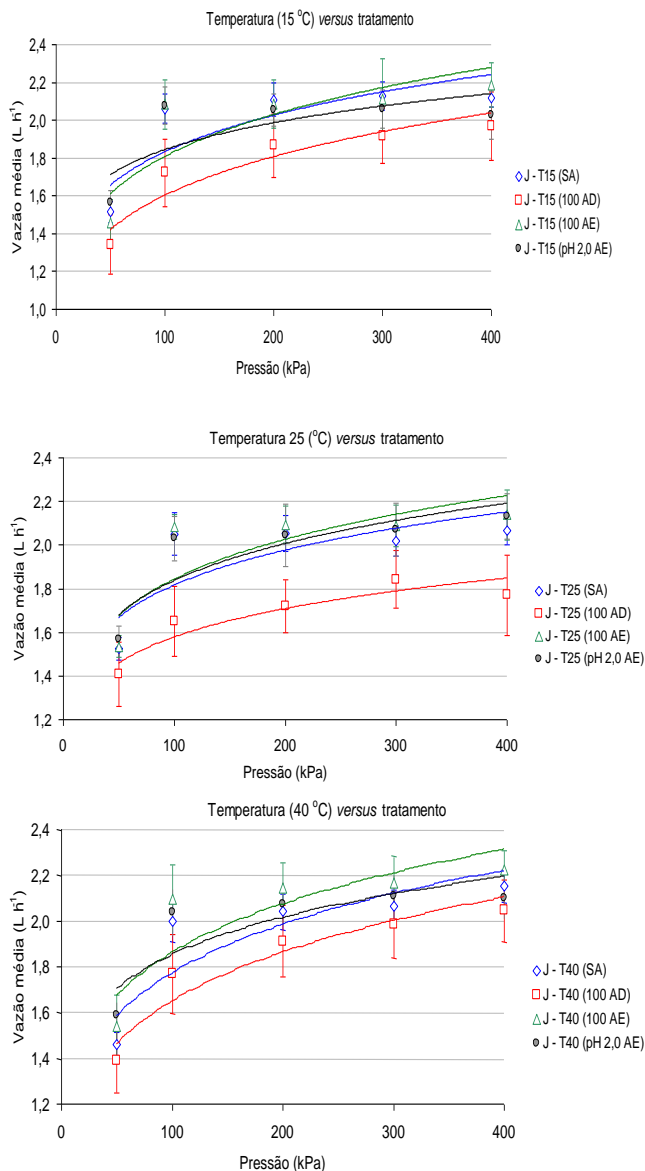 Temperatura (15 °C) versus tratamento
Vazão média (L h-¹)
2,4
2,2
2,0
1,8
1,6
1,4
1,2
1,0
0 100 200 300 400
Pressão (kPa)
J - T15 (SA)
J - T15 (100 AD)
J - T15 (100 AE)
J - T15 (pH 2,0 AE)
Temperatura 25 (°C) versus tratamento
Vazão média (L h-¹)
2,4
2,2
2,0
1,8
1,6
1,4
1,2
0 100 200 300 400
Pressão (kPa)
J - T25 (SA)
J - T25 (100 AD)
J - T25 (100 AE)
J - T25 (pH 2,0 AE)
Temperatura (40 °C) versus tratamento
Vazão média (L h-¹)
2,4
2,2
2,0
1,8
1,6
1,4
1,2
0 100 200 300 400
Pressão (kPa)
J - T40 (SA)
J - T40 (100 AD)
J - T40 (100 AE)
J - T40 (pH 2,0 AE)